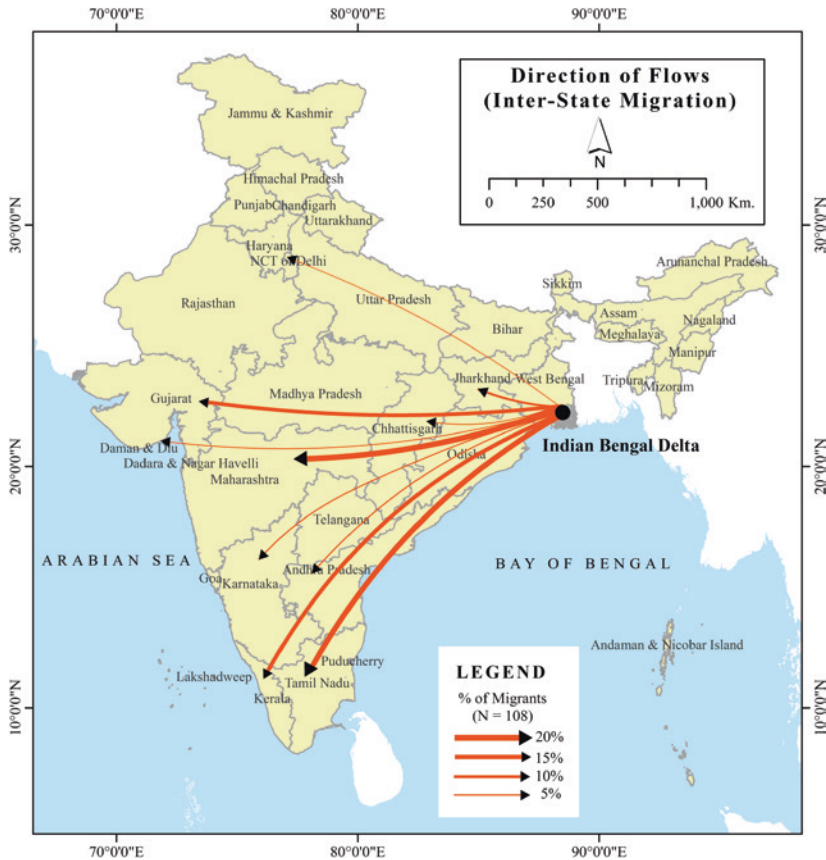 70°0'0"E 80°0'0"E 90°0'0"E
Direction of Flows
(Inter-State Migration)
N
0 250 500 1,000 Km.
30°0'0"N
20°0'0"N
10°0'0"N
30°0'0"N
20°0'0"N
10°0'0"N
Jammu & Kashmir
Himachal Pradesh
Punjab
Chandigarh
Uttarakhand
Haryana
NCT of Delhi
Rajasthan
Uttar Pradesh
Bihar
Sikkim
Arunanchal Pradesh
Assam
Nagaland
Meghalaya
Manipur
Tripura
Mizoram
Jharkhand
West Bengal
Gujarat
Madhya Pradesh
Chhattisgarh
Indian Bengal Delta
Daman & Diu
Dadara & Nagar Havelli
Odisha
Maharashtra
Telangana
ARABIAN SEA
BAY OF BENGAL
Andhra Pradesh
Goa
Karnataka
Andaman & Nicobar Island
Puducherry
Lakshadweep
Tamil Nadu
Kerala
LEGEND
% of Migrants
(N = 108)
20%
15%
10%
5%
70°0'0"E 80°0'0"E 90°0'0"E